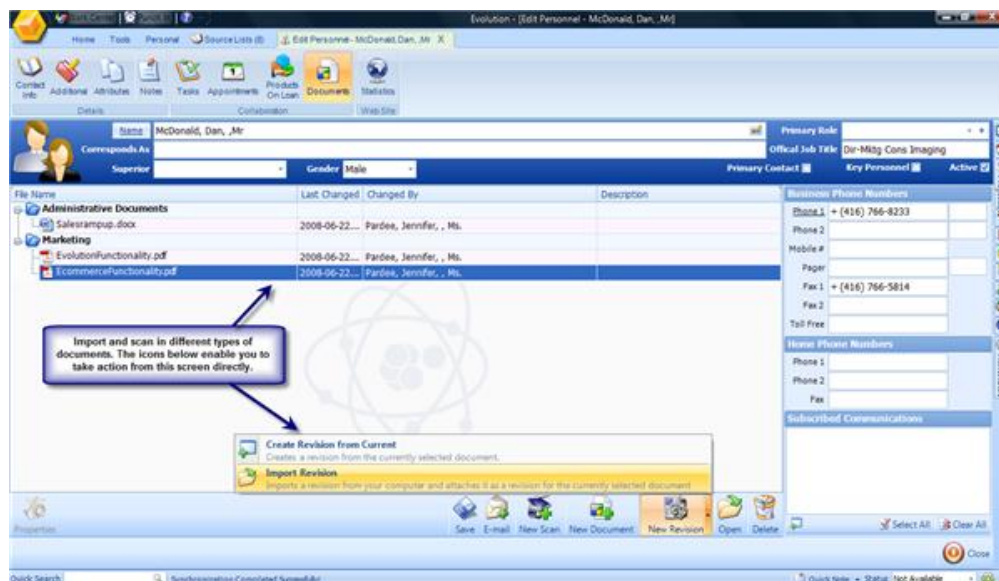 Evolution - [Edit Personnel - McDonald, Dan, ,Mr]
Home Tools Personal Source Lists (8) Edit Personne- McDonald, Dan, ,Mr X
Contact Info Additional Attributes Notes Tasks Appointments Products On Loan Documents Statistics
Details Collaboration Web Site
Name McDonald, Dan, ,Mr Primary Role
Corresponds As Offical Job Title Dir-Mktg Cons Imaging
Superior Gender Male Primary Contact Key Personnel Active
File Name Last Changed Changed By Description
Administrative Documents
Salesrampup.docx 2008-06-22... Pardee, Jennifer, , Ms.
Marketing
EvolutionFunctionality.pdf 2008-06-22... Pardee, Jennifer, , Ms.
EcommerceFunctionality.pdf 2008-06-22... Pardee, Jennifer, , Ms.
Import and scan in different types of
documents. The icons below enable you to
take action from this screen directly.
Business Phone Numbers
Phone 1 + (416) 766-8233
Phone 2
Mobile #
Pager
Fax 1 + (416) 766-5814
Fax 2
Toll Free
Home Phone Numbers
Phone 1
Phone 2
Fax
Subscribed Communications
Create Revision from Current
Creates a revision from the currently selected document.
Import Revision
Imports a revision from your computer and attaches it as a revision for the currently selected document
Properties Save E-mail New Scan New Document New Revision Open Delete
Select All Clear All
Close
Quick Search Synchronization Completed Sucessfully Quick Note Status Not Available